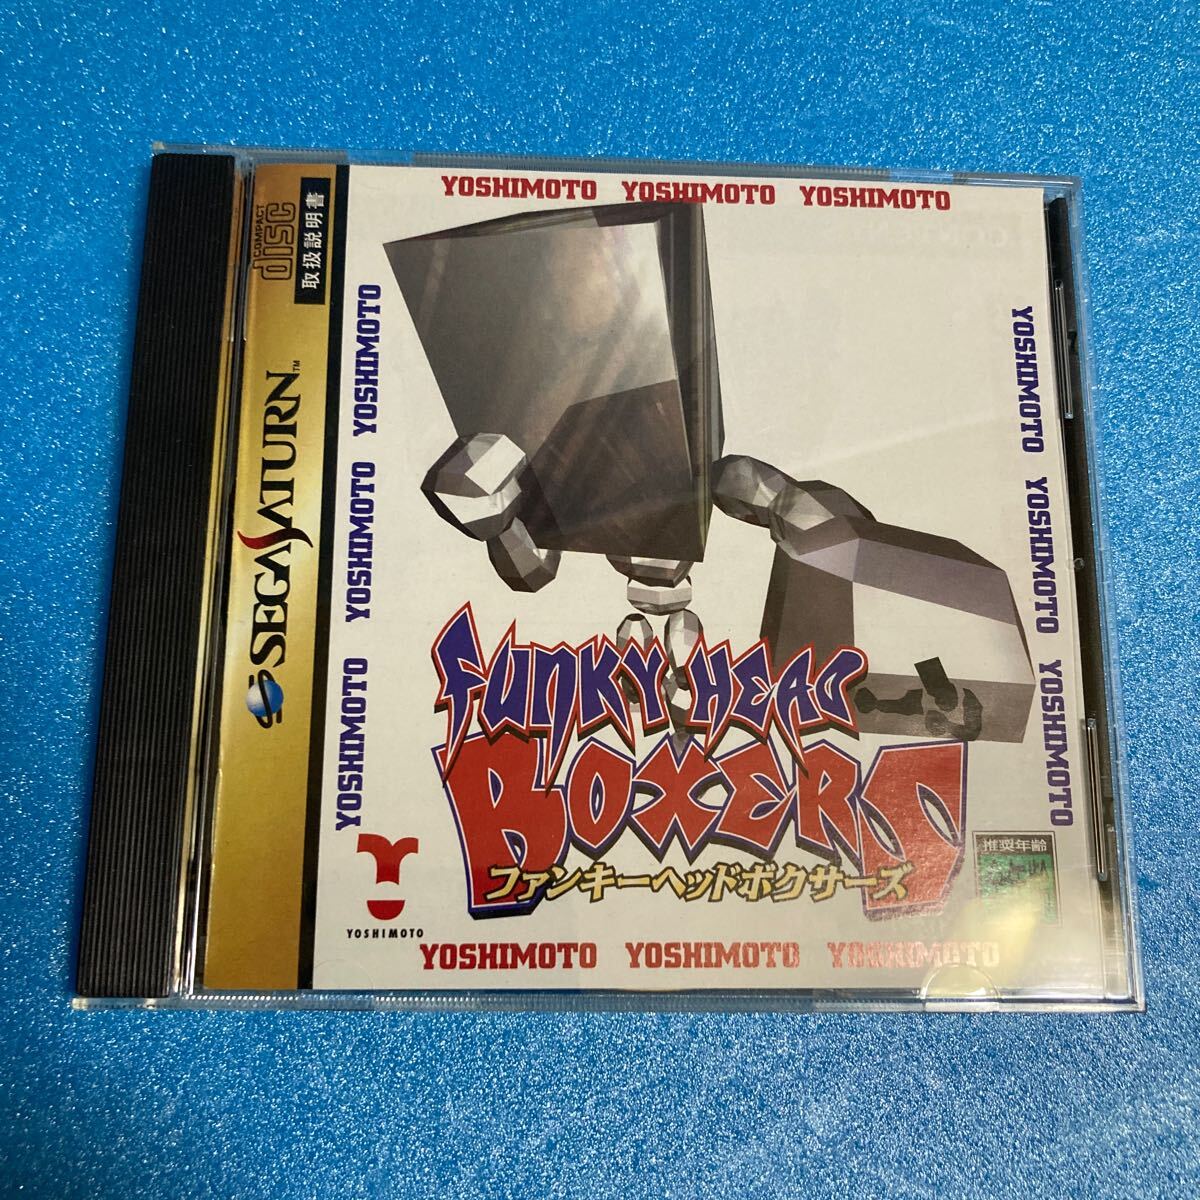 YOSHIMOTO YOSHIMOTO YOSHIMOTO
COMPACT
disc
取扱説明書
SEGA SATURN™
YOSHIMOTO YOSHIMOTO YOSHIMOTO
YOSHIMOTO YOSHIMOTO YOSHIMOTO
FUNKY HEAD
BOXERS
ファンキーヘッドボクサーズ
YOSHIMOTO
推奨年齢
YOSHIMOTO YOSHIMOTO YOSHIMOTO